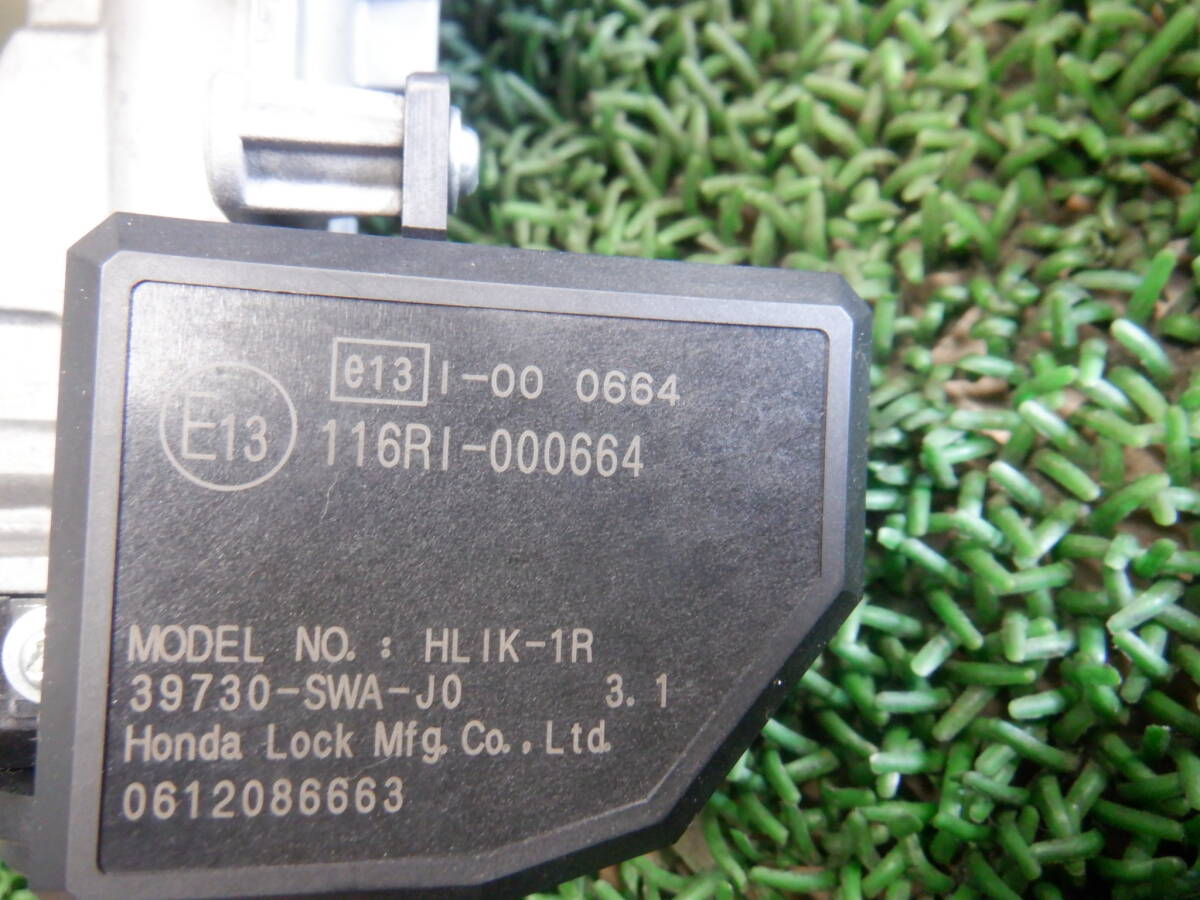 e13 I-00 0664
E13 116RI-000664
MODEL NO.: HLIK-1R
39730-SWA-J0 3.1
Honda Lock Mfg. Co., Ltd.
0612086663